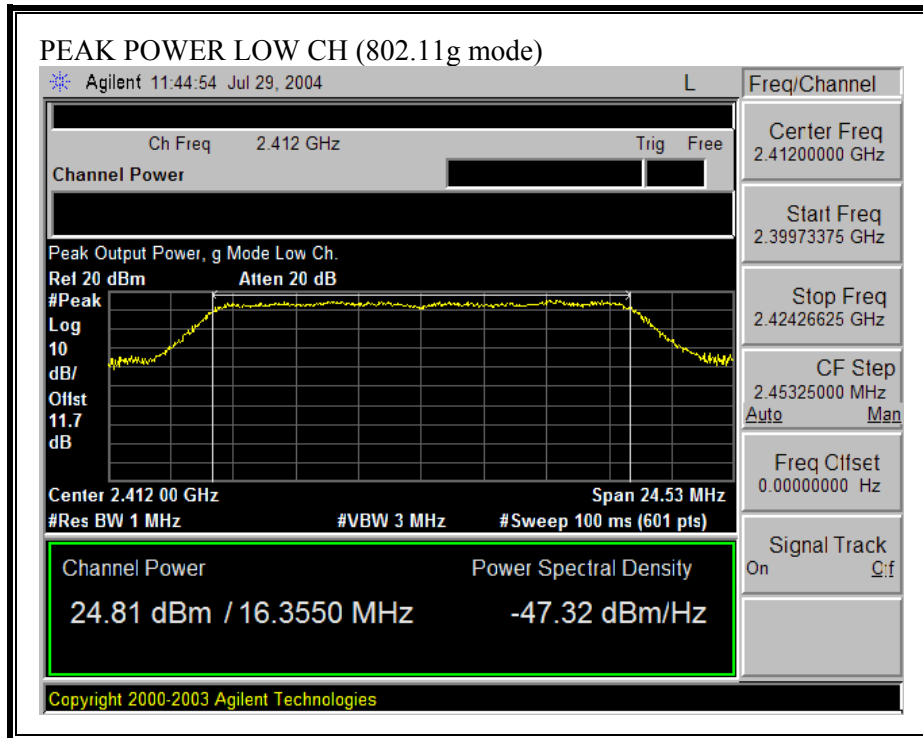 PEAK POWER LOW CH (802.11g mode)
Agilent 11:44:54 Jul 29, 2004 L
Freq/Channel
Ch Freq 2.412 GHz Trig Free
Channel Power
Center Freq
2.41200000 GHz
Start Freq
2.39973375 GHz
Stop Freq
2.42426625 GHz
CF Step
2.45325000 MHz
Auto Man
Freq Offset
0.00000000 Hz
Signal Track
On Off
Peak Output Power, g Mode Low Ch.
Ref 20 dBm Atten 20 dB
#Peak
Log
10
dB/
Offst
11.7
dB
Center 2.412 00 GHz Span 24.53 MHz
#Res BW 1 MHz #VBW 3 MHz #Sweep 100 ms (601 pts)
Channel Power Power Spectral Density
24.81 dBm / 16.3550 MHz -47.32 dBm/Hz
Copyright 2000-2003 Agilent Technologies